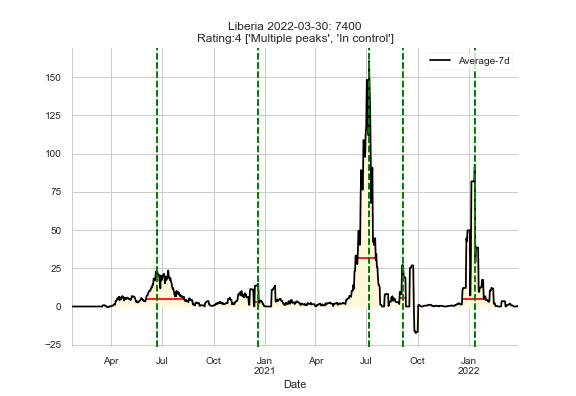 Liberia 2022-03-30: 7400
Rating:4 ['Multiple peaks', 'In control']
Average-7d
150
125
100
75
50
25
0
−25
Apr
Jul
Oct
Jan
2021
Apr
Jul
Oct
Jan
2022
Date